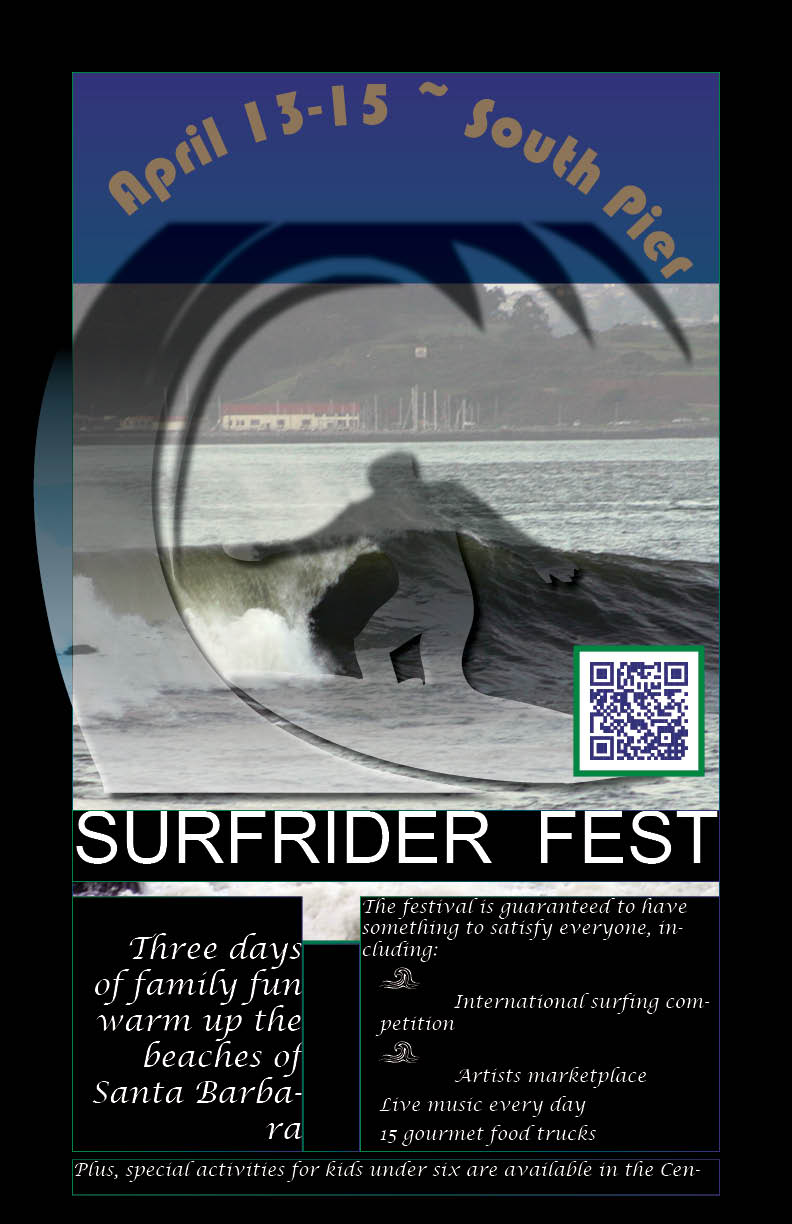 April 13-15 ~ South Pier
SURFRIDER FEST
Three days
of family fun
warm up the
beaches of
Santa Barba-
ra
The festival is guaranteed to have
something to satisfy everyone, in-
cluding:
International surfing com-
petition
Artists marketplace
Live music every day
15 gourmet food trucks
Plus, special activities for kids under six are available in the Cen-